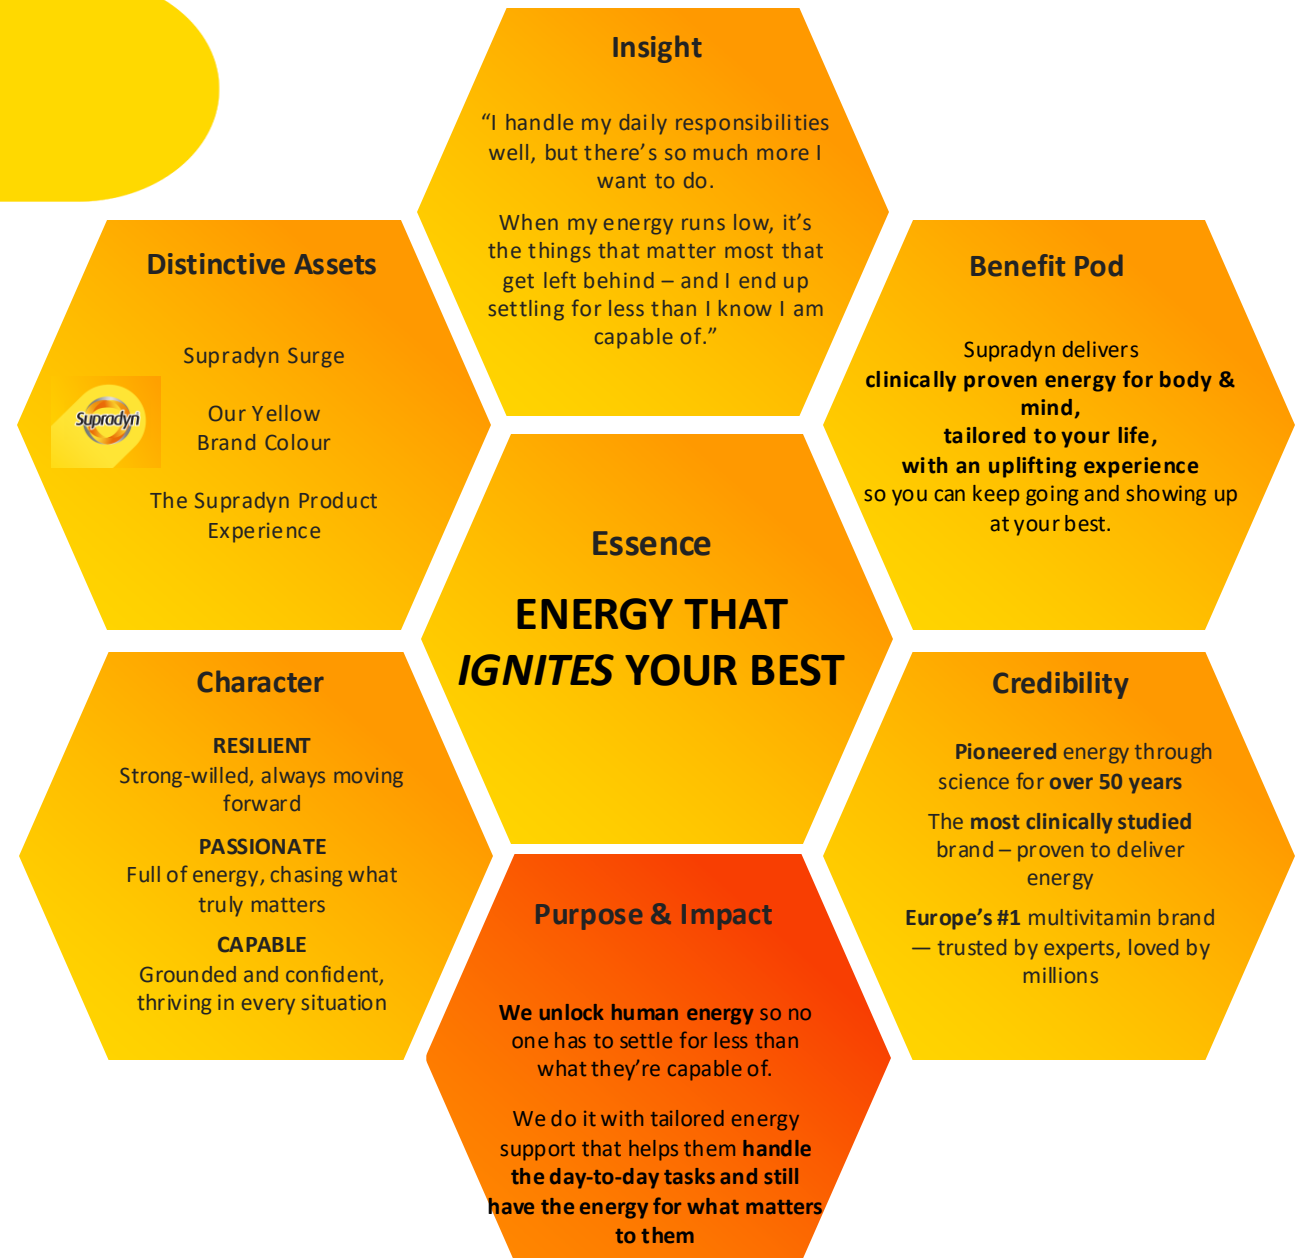 Insight
“I handle my daily responsibilities
well, but there’s so much more I
want to do.
When my energy runs low, it’s
the things that matter most that
get left behind – and I end up
settling for less than I know I am
capable of.”
Distinctive Assets
Supradyn Surge
Supradyn
Our Yellow
Brand Colour
The Supradyn Product
Experience
Benefit Pod
Supradyn delivers
clinically proven energy for body &
mind,
tailored to your life,
with an uplifting experience
so you can keep going and showing up
at your best.
Essence
ENERGY THAT
IGNITES YOUR BEST
Character
RESILIENT
Strong-willed, always moving
forward
PASSIONATE
Full of energy, chasing what
truly matters
CAPABLE
Grounded and confident,
thriving in every situation
Credibility
Pioneered energy through
science for over 50 years
The most clinically studied
brand – proven to deliver
energy
Europe’s #1 multivitamin brand
— trusted by experts, loved by
millions
Purpose & Impact
We unlock human energy so no
one has to settle for less than
what they’re capable of.
We do it with tailored energy
support that helps them handle
the day-to-day tasks and still
have the energy for what matters
to them